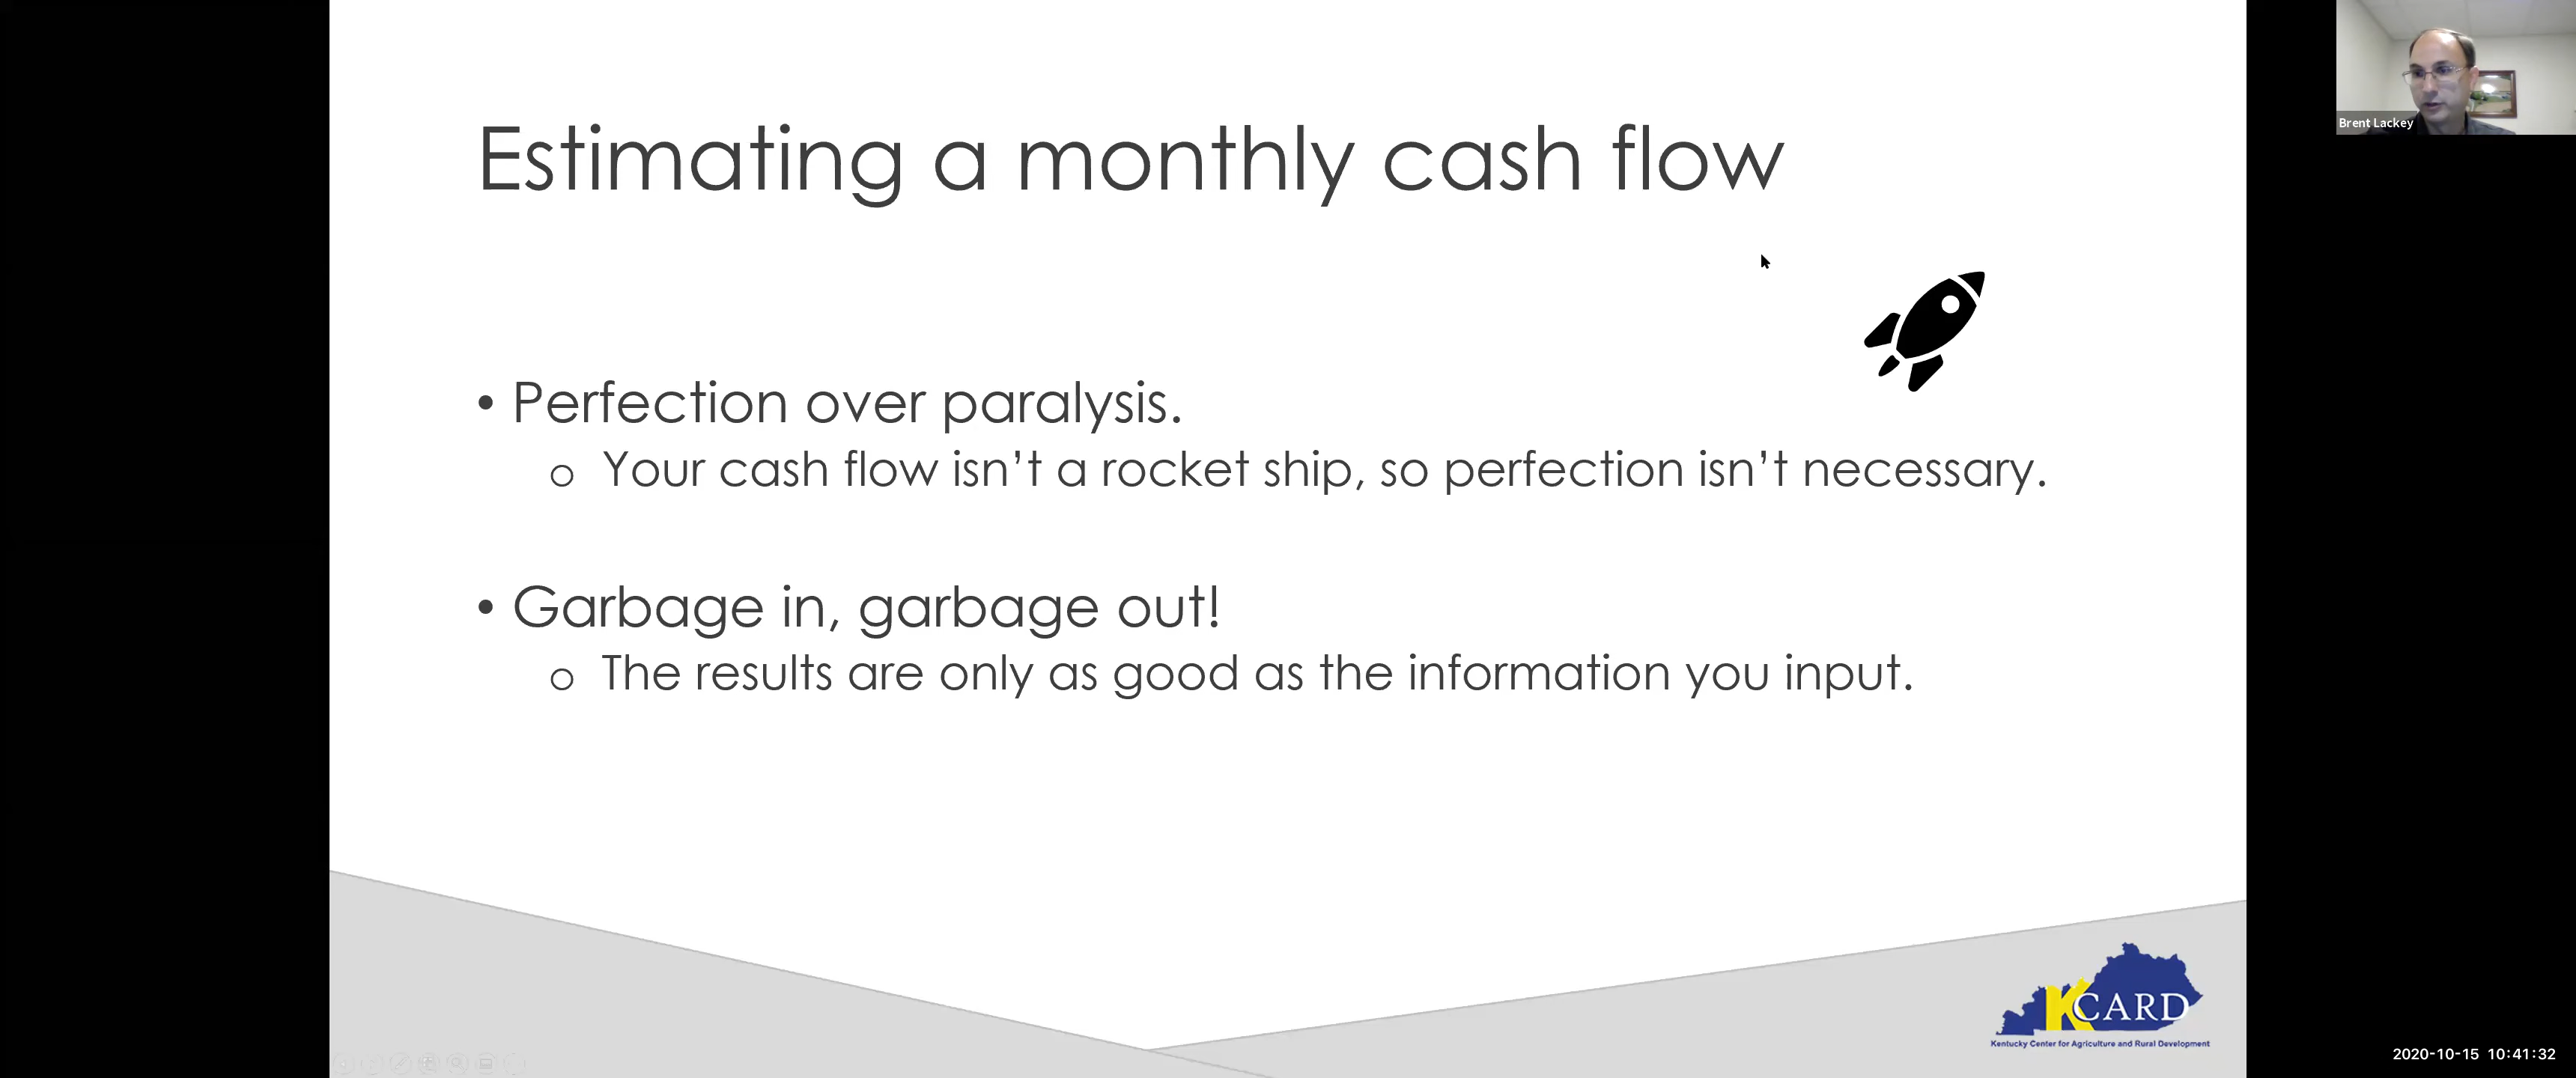 Estimating a monthly cash flow
• Perfection over paralysis.
o Your cash flow isn’t a rocket ship, so perfection isn’t necessary.
• Garbage in, garbage out!
o The results are only as good as the information you input.
KCARD
Kentucky Center for Agriculture and Rural Development
Brent Lackey
2020-10-15 10:41:32